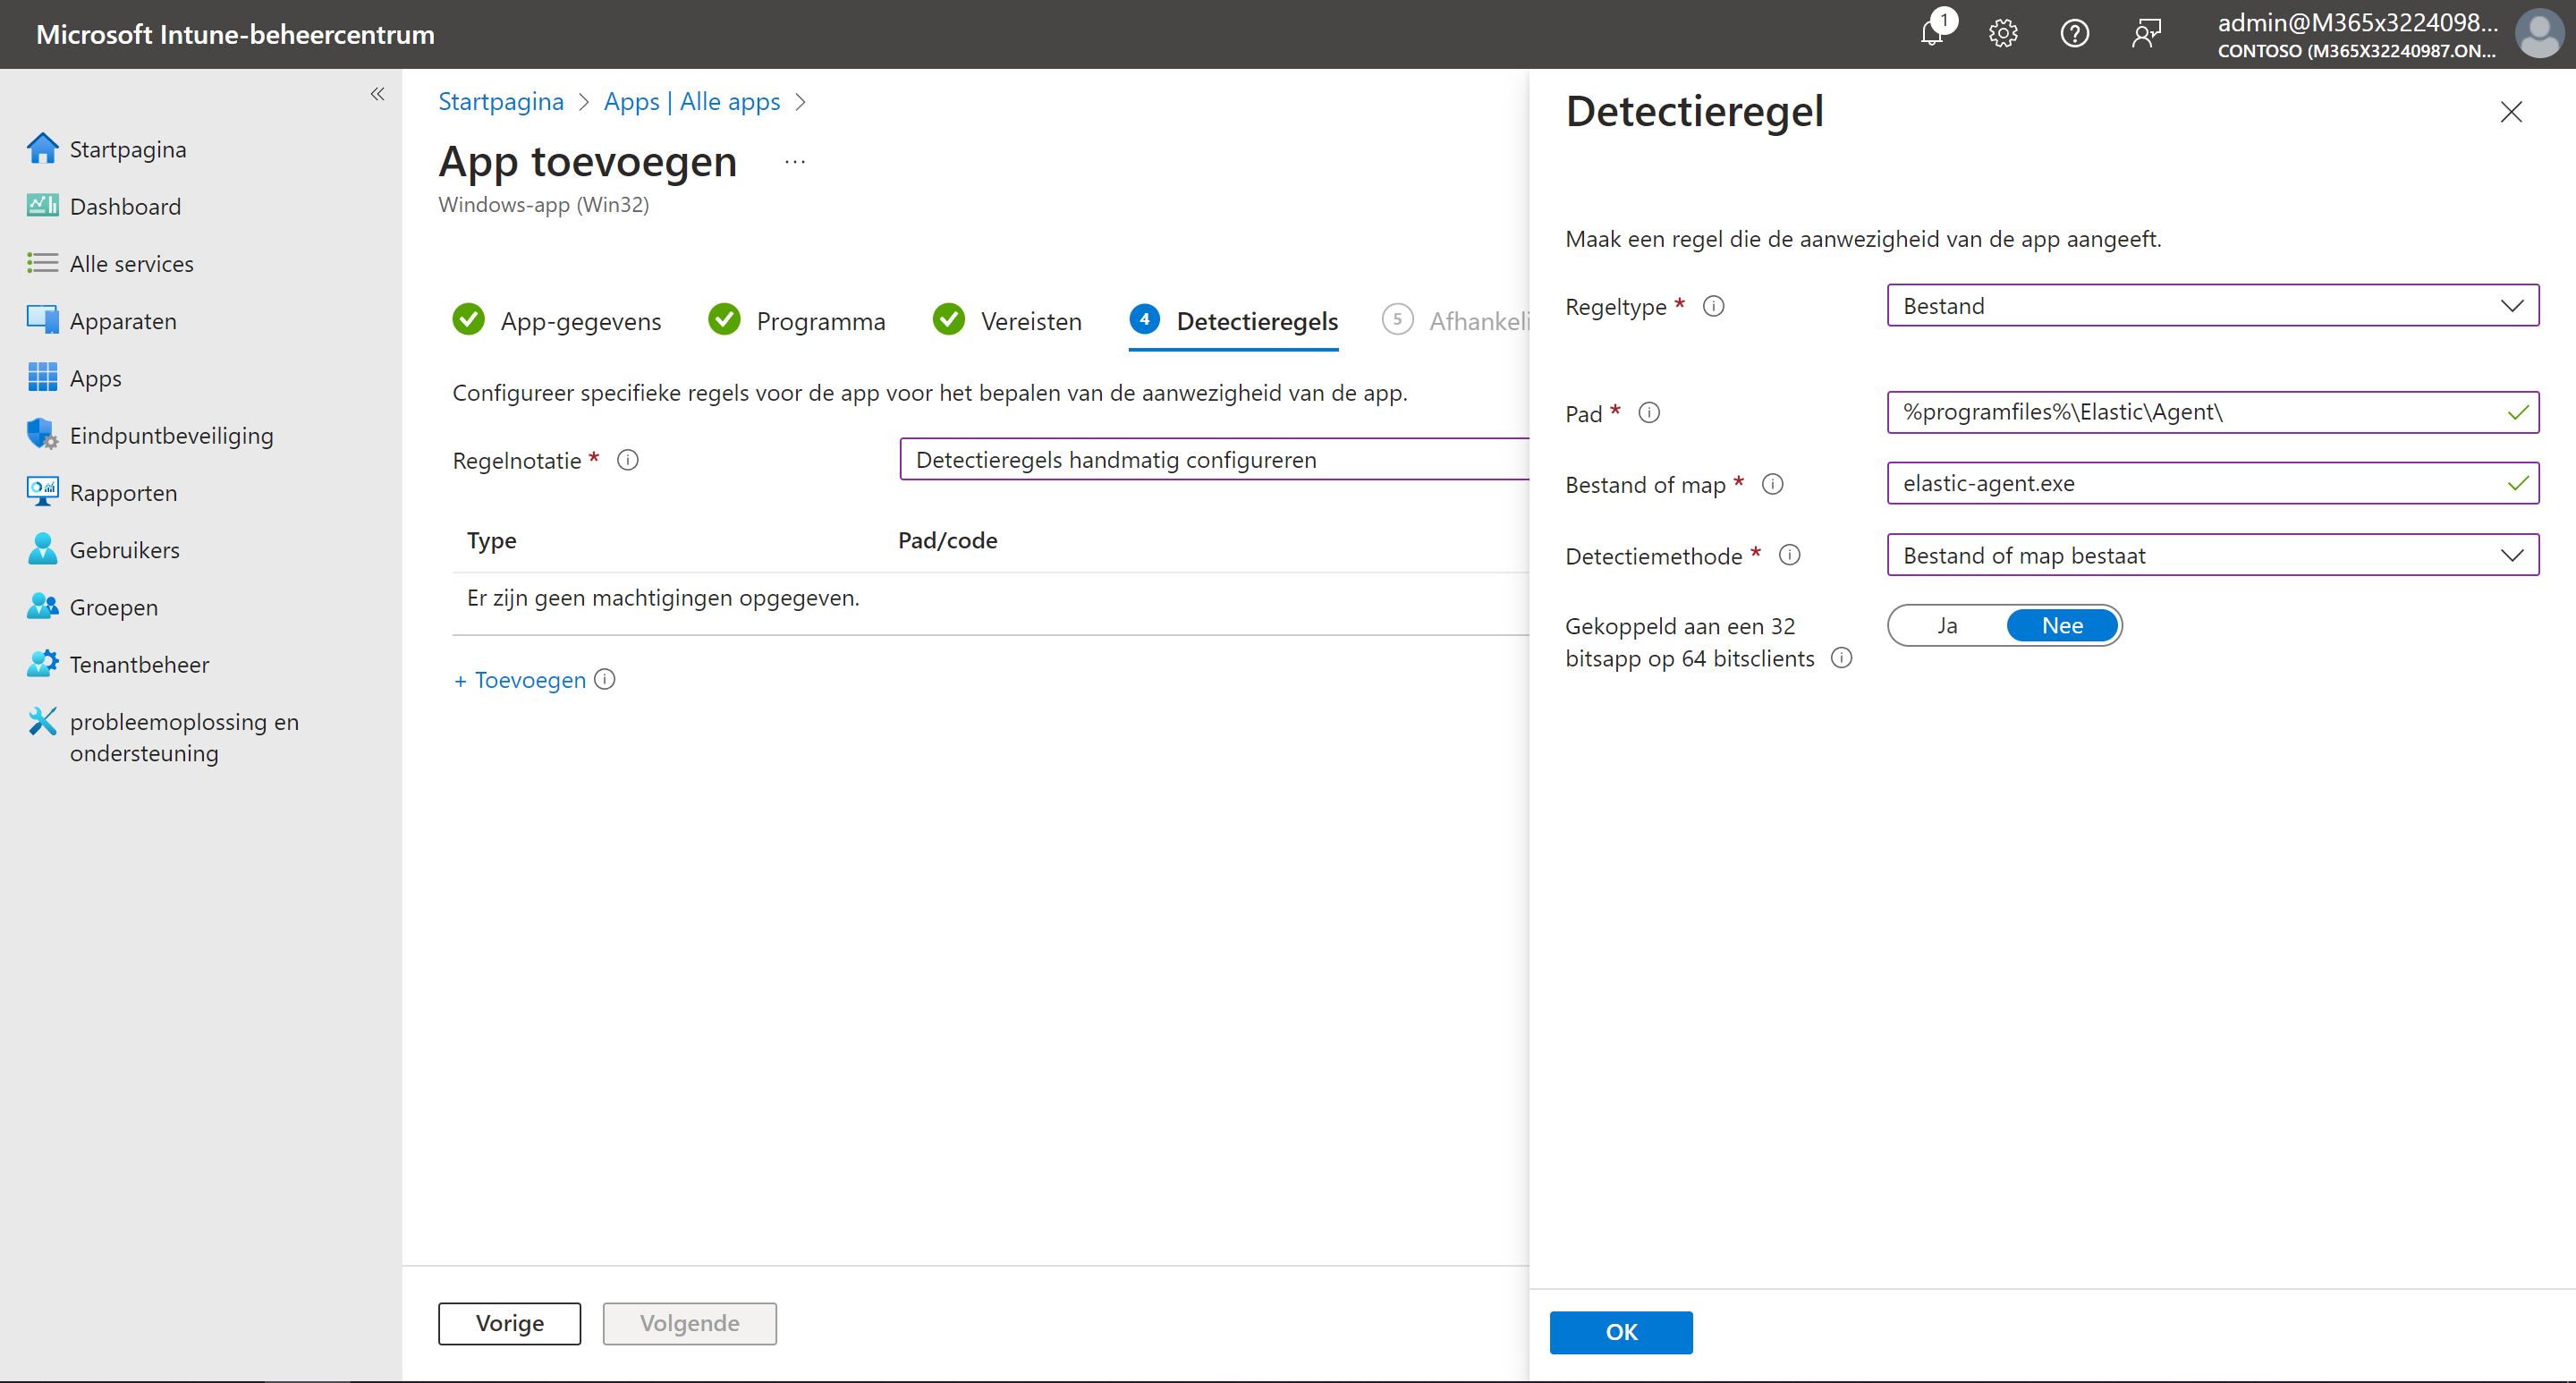 Microsoft Intune-beheercentrum
1
admin@M365x3224098...
CONTOSO (M365X32240987.ON...
«
Startpagina
Dashboard
Alle services
Apparaten
Apps
Eindpuntbeveiliging
Rapporten
Gebruikers
Groepen
Tenantbeheer
probleemoplossing en
ondersteuning
Startpagina > Apps | Alle apps >
App toevoegen ...
Windows-app (Win32)
App-gegevens
Programma
Vereisten
4 Detectieregels
5 Afhankeli
Configureer specifieke regels voor de app voor het bepalen van de aanwezigheid van de app.
Regelnotatie *
Detectieregels handmatig configureren
Type Pad/code
Er zijn geen machtigingen opgegeven.
+ Toevoegen
Vorige
Volgende
Detectieregel
Maak een regel die de aanwezigheid van de app aangeeft.
Regeltype *
Bestand
Pad *
%programfiles%\Elastic\Agent\
Bestand of map *
elastic-agent.exe
Detectiemethode *
Bestand of map bestaat
Gekoppeld aan een 32
bitsapp op 64 bitsclients
Ja Nee
OK